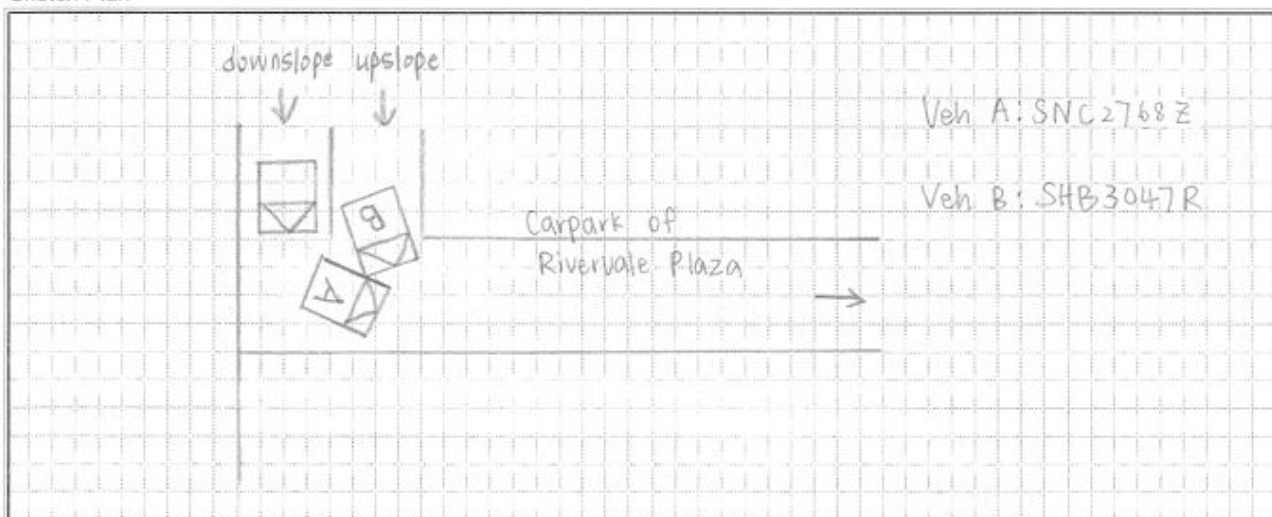 downslope upslope
Veh A: SNC2768Z
Veh B: SHB3047R
B
Carpark of
Rivervale Plaza
A